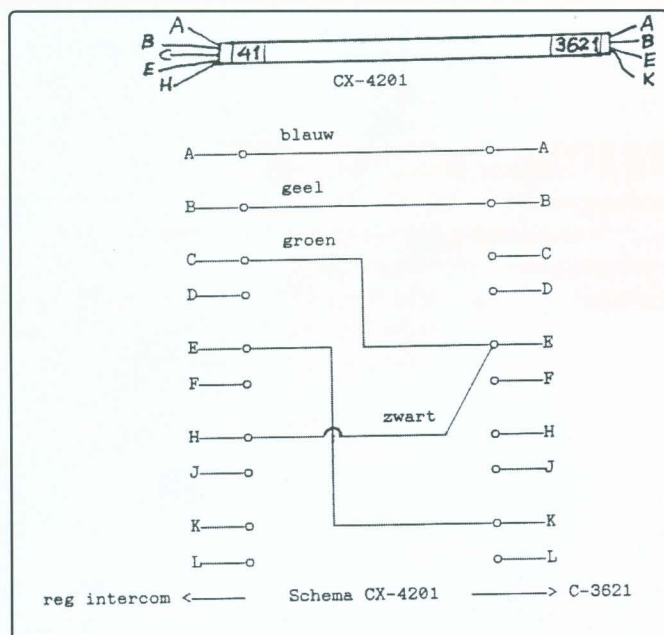 A A
B 41 3621 B
C E
E K
H
CX-4201
blauw
A A
geel
B B
groen
C C
D D
E E
F F
zwart
H H
J J
K K
L L
reg intercom < Schema CX-4201 > C-3621